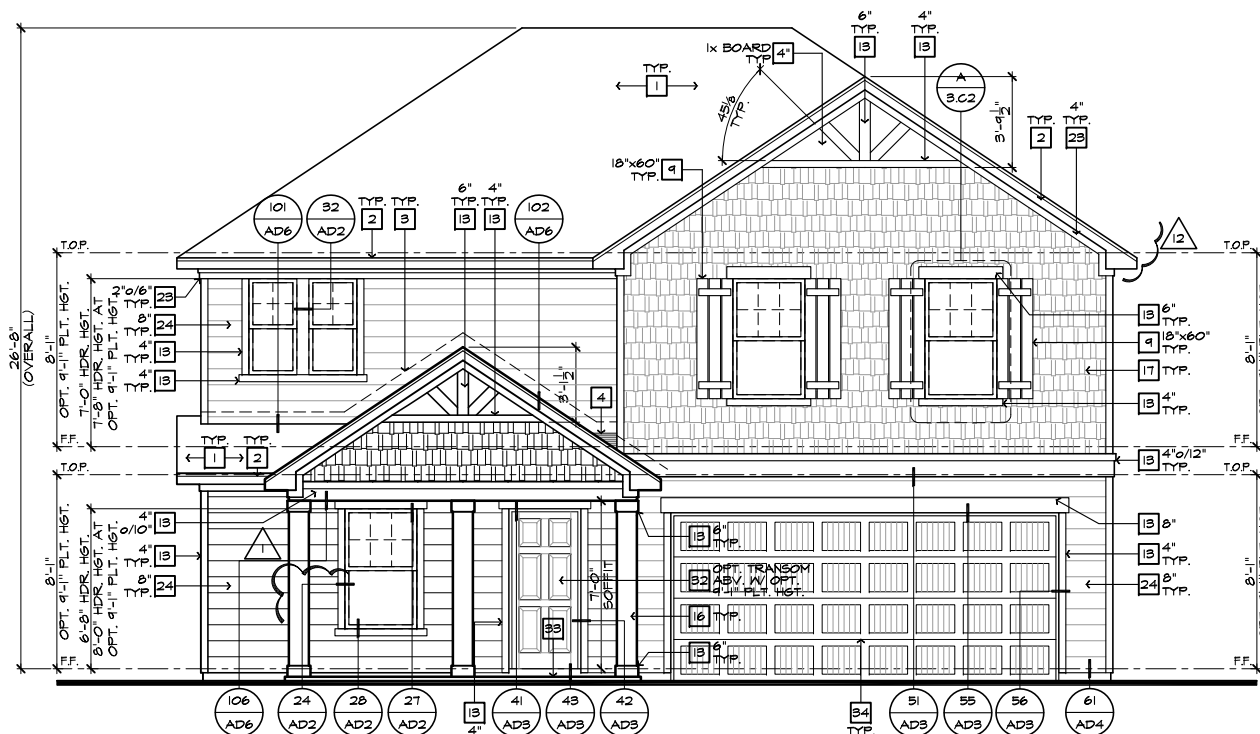 6"
TYP.
13
4"
TYP.
13
1x BOARD
TYP
4"
TYP.
1
A
3.C2
45 1/8
TYP.
3'-9 1/2"
TYP.
2
4"
TYP.
23
18"x60"
TYP.
9
101
AD6
32
AD2
TYP.
2
TYP.
3
6"
TYP.
13
4"
TYP.
13
102
AD6
12
T.O.P.
T.O.P.
2"o/6"
TYP.
23
8"
TYP.
24
4"
TYP.
13
4"
TYP.
13
26'-8"
(OVERALL)
8'-1"
OPT. 9'-1" PLT. HGT.
7'-0" HDR. HGT.
7'-8" HDR. HGT. AT
OPT. 9'-1" PLT. HGT.
13
6"
TYP.
9
18"x60"
TYP.
17
TYP.
13
4"
TYP.
8'-1"
3'-1 1/2"
4
F.F.
F.F.
TYP.
1
TYP.
2
T.O.P.
T.O.P.
13
4"o/12"
TYP.
4"
o/10"
13
4"
TYP.
13
8"
TYP.
24
1
8'-1"
OPT. 9'-1" PLT. HGT.
6'-8" HDR. HGT.
8'-0" HDR. HGT. AT
OPT. 9'-1" PLT. HGT.
7'-0"
SOFFIT
13
6"
TYP.
32
OPT. TRANSOM
ABV. W/ OPT.
9'-1" PLT. HGT.
16
TYP.
33
13
6"
TYP.
13
8"
13
4"
TYP.
24
8"
TYP.
8'-1"
F.F.
F.F.
106
AD6
24
AD2
28
AD2
27
AD2
13
4"
41
AD3
43
AD3
42
AD3
34
TYP.
51
AD3
55
AD3
56
AD3
61
AD4